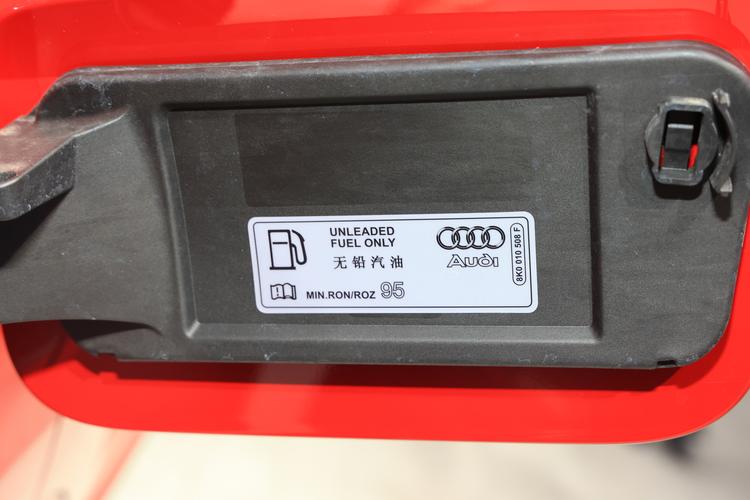 UNLEADED
FUEL ONLY
无铅汽油
MIN.RON/ROZ 95
Audi
8K0 010 508 F